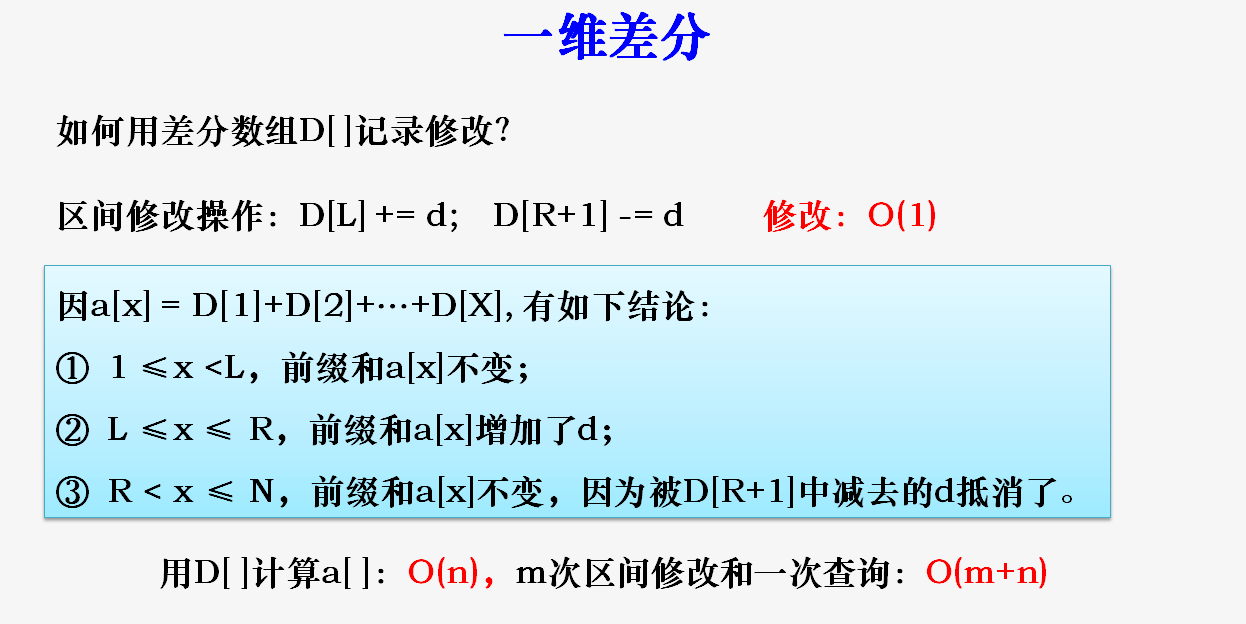 一维差分
如何用差分数组D[ ]记录修改?
区间修改操作：D[L] += d;   D[R+1] -= d   修改：O(1)
因a[x] = D[1]+D[2]+…+D[X], 有如下结论：
① 1 ≤x <L，前缀和a[x]不变；
② L ≤x ≤ R，前缀和a[x]增加了d；
③ R < x ≤ N，前缀和a[x]不变，因为被D[R+1]中减去的d抵消了。
用D[ ]计算a[ ]：O(n)，m次区间修改和一次查询：O(m+n)